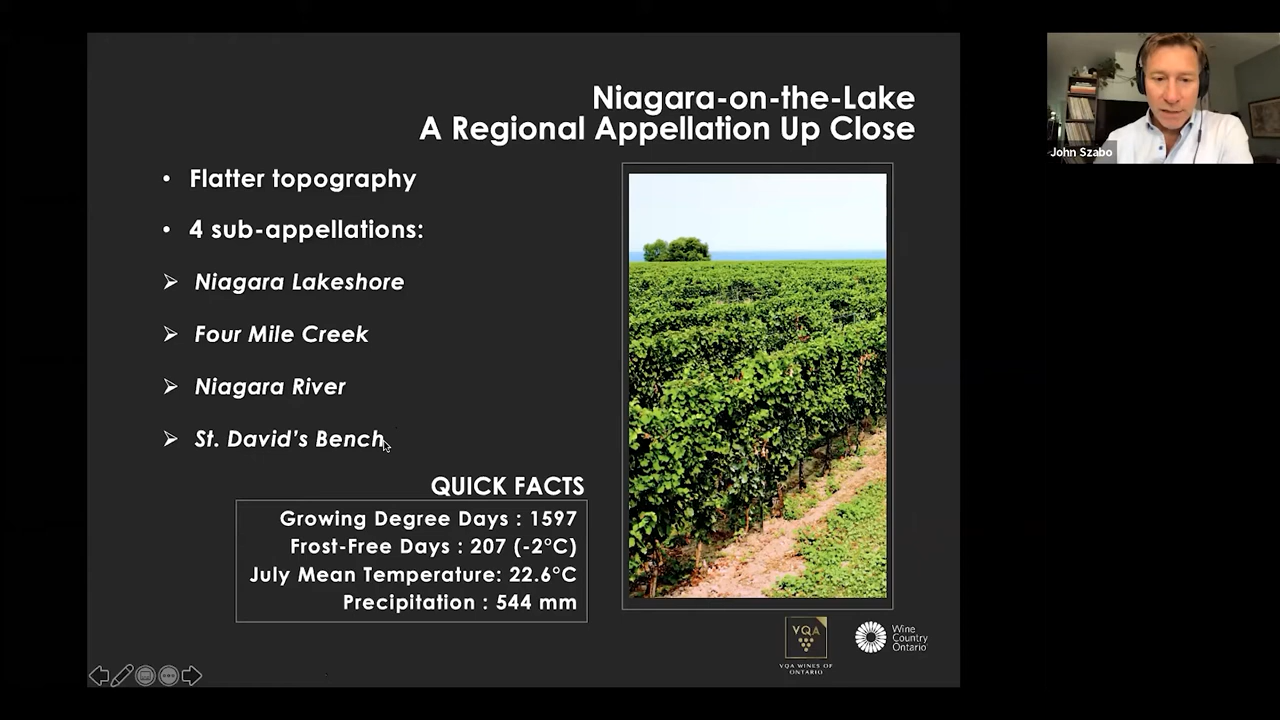 Niagara-on-the-Lake
A Regional Appellation Up Close
• Flatter topography
• 4 sub-appellations:
➢ Niagara Lakeshore
➢ Four Mile Creek
➢ Niagara River
➢ St. David's Bench
QUICK FACTS
Growing Degree Days : 1597
Frost-Free Days : 207 (-2°C)
July Mean Temperature: 22.6°C
Precipitation : 544 mm
VQA
VQA WINES OF
ONTARIO
Wine
Country
Ontario
John Szabo